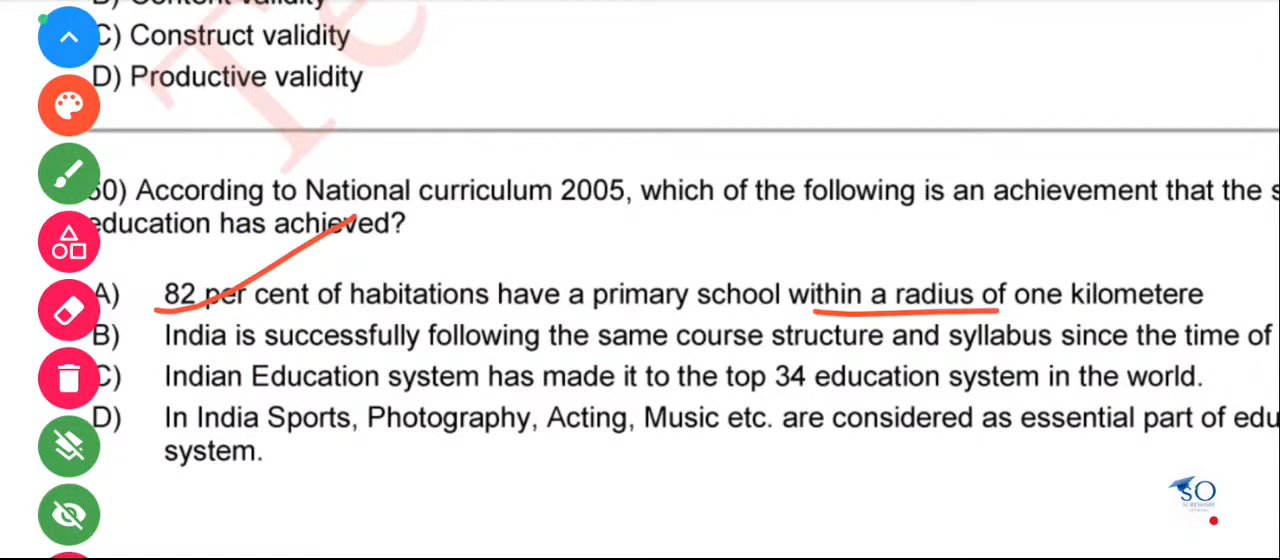 C) Construct validity
D) Productive validity
60) According to National curriculum 2005, which of the following is an achievement that the
education has achieved?
A) 82 per cent of habitations have a primary school within a radius of one kilometere
B) India is successfully following the same course structure and syllabus since the time of
C) Indian Education system has made it to the top 34 education system in the world.
D) In India Sports, Photography, Acting, Music etc. are considered as essential part of edu
system.
SO